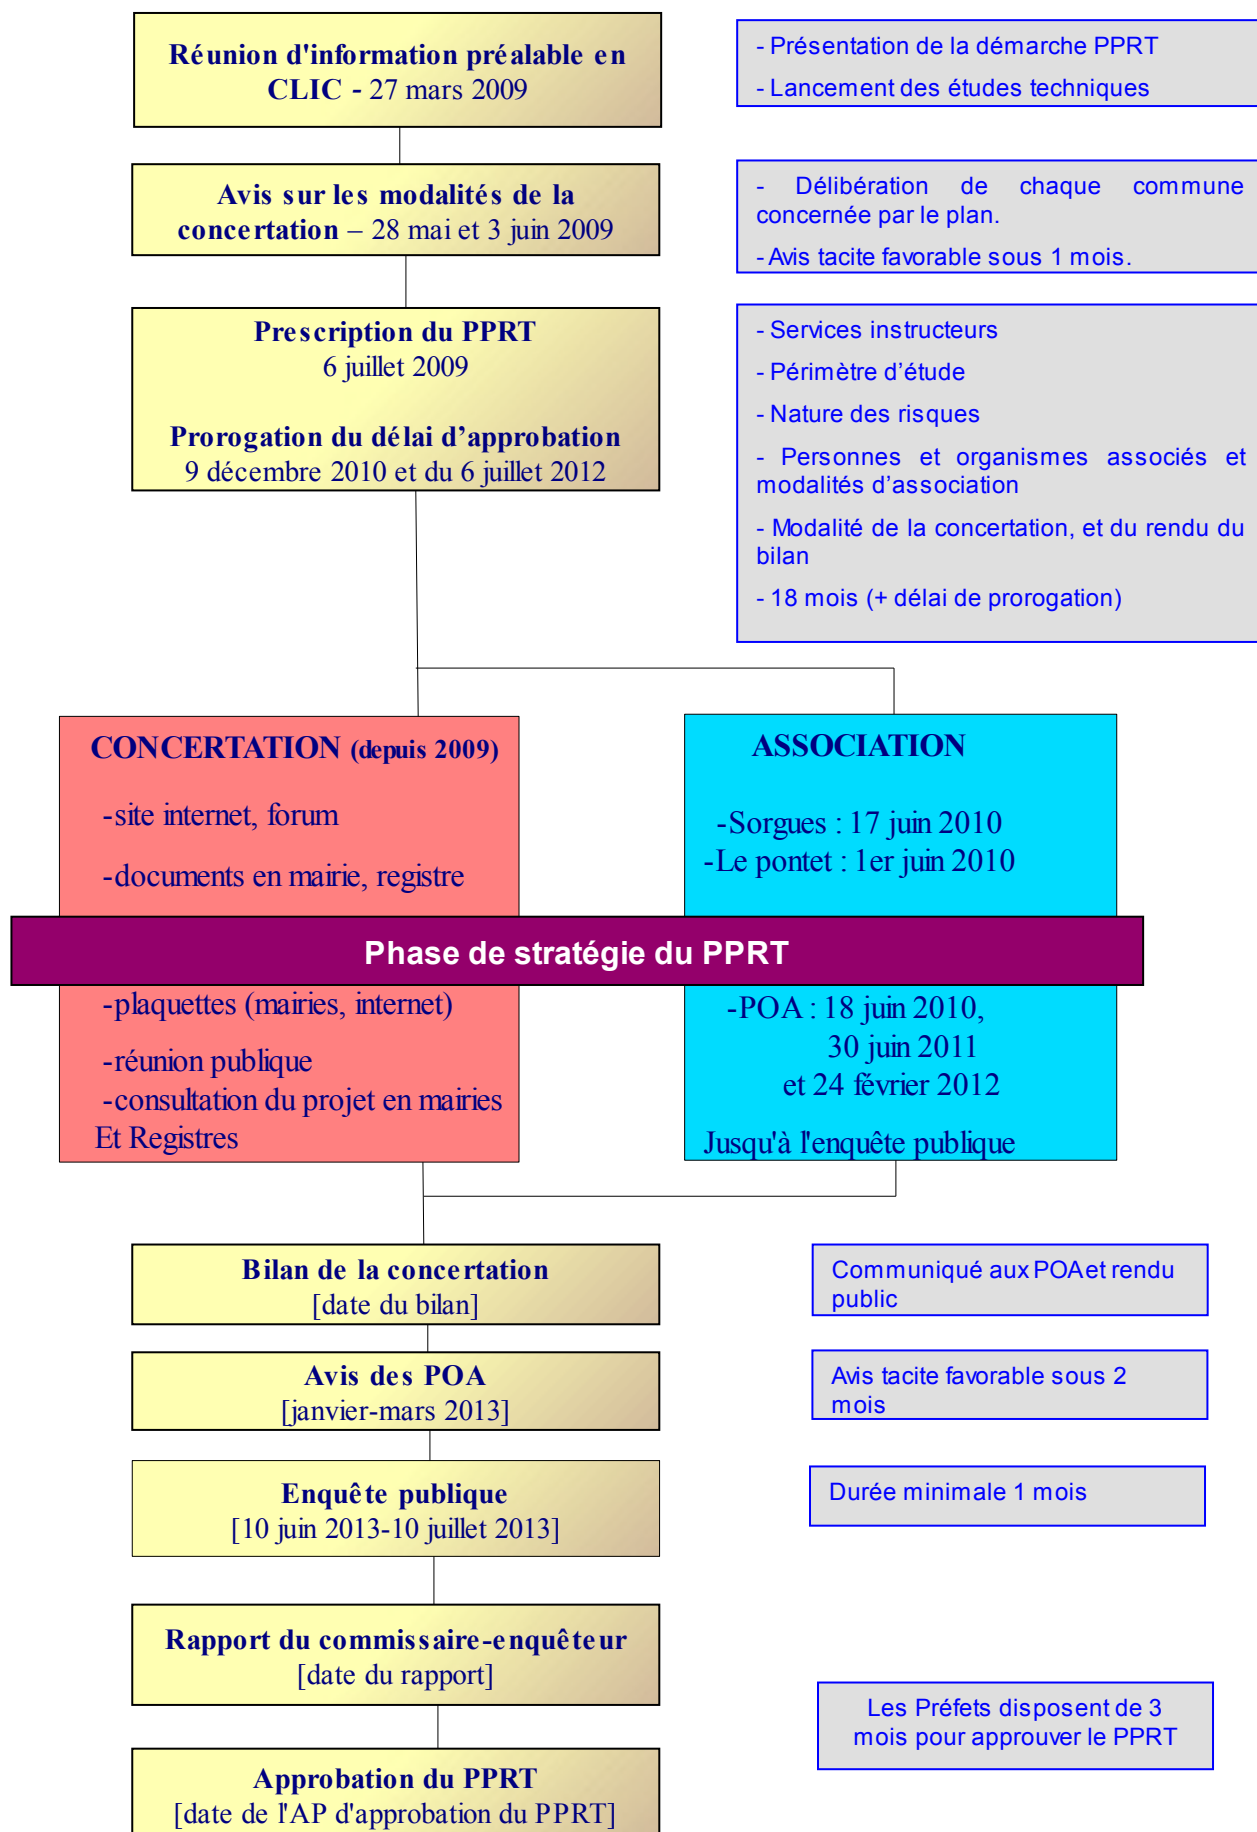 Réunion d'information préalable en
CLIC - 27 mars 2009
- Présentation de la démarche PPRT
- Lancement des études techniques
Avis sur les modalités de la
concertation – 28 mai et 3 juin 2009
- Délibération de chaque commune
concernée par le plan.
- Avis tacite favorable sous 1 mois.
Prescription du PPRT
6 juillet 2009
Prorogation du délai d’approbation
9 décembre 2010 et du 6 juillet 2012
- Services instructeurs
- Périmètre d’étude
- Nature des risques
- Personnes et organismes associés et
modalités d’association
- Modalité de la concertation, et du rendu du
bilan
- 18 mois (+ délai de prorogation)
CONCERTATION (depuis 2009)
-site internet, forum
-documents en mairie, registre
ASSOCIATION
-Sorgues : 17 juin 2010
-Le pontet : 1er juin 2010
Phase de stratégie du PPRT
-plaquettes (mairies, internet)
-réunion publique
-consultation du projet en mairies
Et Registres
-POA : 18 juin 2010,
30 juin 2011
et 24 février 2012
Jusqu'à l'enquête publique
Bilan de la concertation
[date du bilan]
Communiqué aux POA et rendu
public
Avis des POA
[janvier-mars 2013]
Avis tacite favorable sous 2
mois
Enquête publique
[10 juin 2013-10 juillet 2013]
Durée minimale 1 mois
Rapport du commissaire-enquêteur
[date du rapport]
Les Préfets disposent de 3
mois pour approuver le PPRT
Approbation du PPRT
[date de l'AP d'approbation du PPRT]